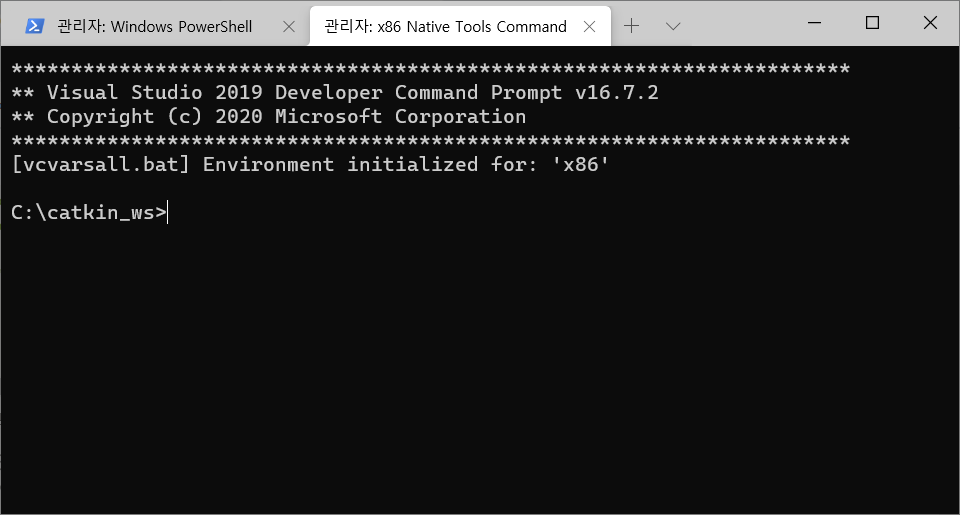 관리자: Windows PowerShell
관리자: x86 Native Tools Command
**********************************************************************
** Visual Studio 2019 Developer Command Prompt v16.7.2
** Copyright (c) 2020 Microsoft Corporation
**********************************************************************
[vcvarsall.bat] Environment initialized for: 'x86'
C:\catkin_ws>